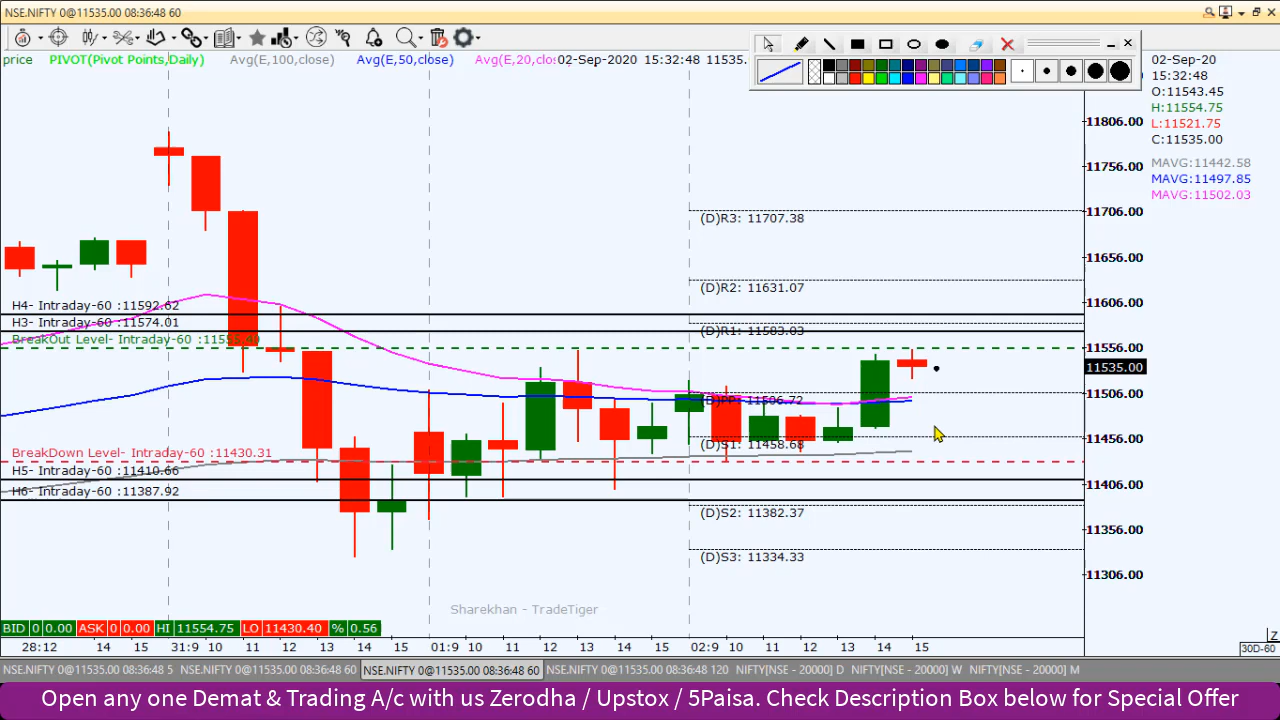 NSE.NIFTY 0@11535.00 08:36:48 60
price PIVOT(Pivot Points,Daily) Avg(E,100,close) Avg(E,50,close) Avg(E,20,clos 02-Sep-2020 15:32:48 11535.
02-Sep-20
15:32:48
O:11543.45
H:11554.75
L:11521.75
C:11535.00
MAVG:11442.58
MAVG:11497.85
MAVG:11502.03
11806.00
11756.00
11706.00
11656.00
11606.00
11556.00
11535.00
11506.00
11456.00
11406.00
11356.00
11306.00
(D)R3: 11707.38
(D)R2: 11631.07
(D)R1: 11583.03
(D)PP: 11506.72
(D)S1: 11458.68
(D)S2: 11382.37
(D)S3: 11334.33
H4- Intraday-60 :11592.62
H3- Intraday-60 :11574.01
BreakOut Level- Intraday-60 :11555.40
BreakDown Level- Intraday-60 :11430.31
H5- Intraday-60 :11410.66
H6- Intraday-60 :11387.92
Sharekhan - TradeTiger
BID 0 0.00 ASK 0 0.00 HI 11554.75 LO 11430.40 % 0.56
28:12 14 15 31:9 10 11 12 13 14 15 01:9 10 11 12 13 14 15 02:9 10 11 12 13 14 15
Z
30D-60
NSE.NIFTY 0@11535.00 08:36:48 5 NSE.NIFTY 0@11535.00 08:36:48 60 NSE.NIFTY 0@11535.00 08:36:48 60 NSE.NIFTY 0@11535.00 08:36:48 120 NIFTY[NSE - 20000] D NIFTY[NSE - 20000] W NIFTY[NSE - 20000] M
Open any one Demat & Trading A/c with us Zerodha / Upstox / 5Paisa. Check Description Box below for Special Offer